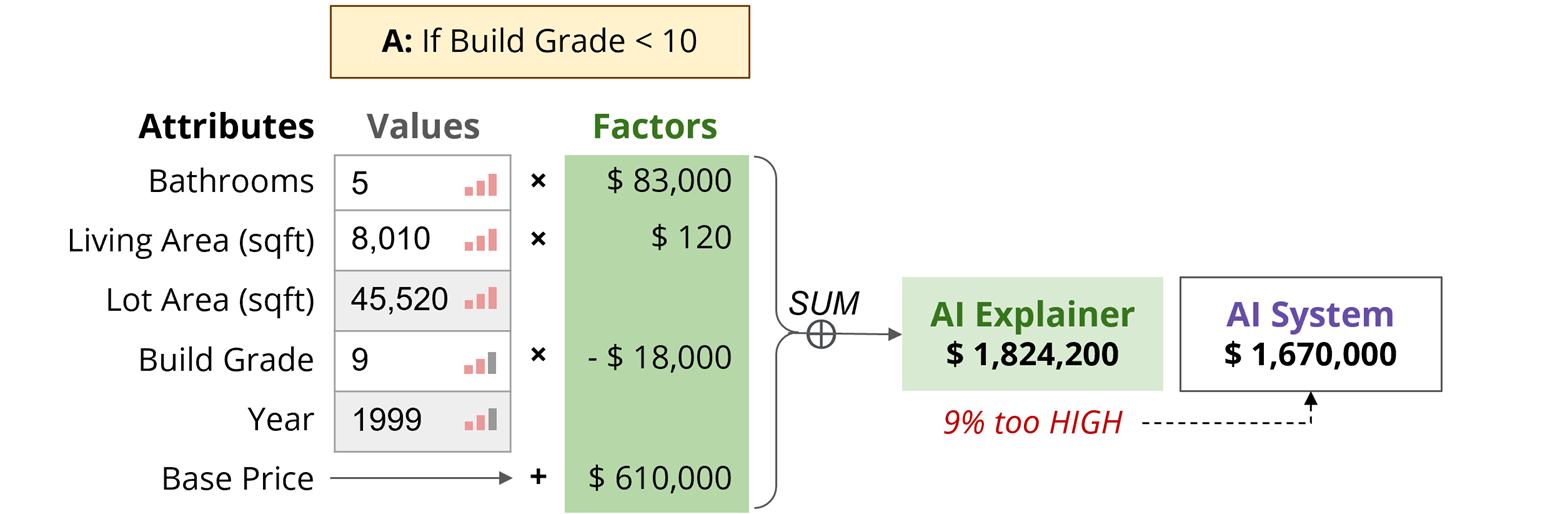 A: If Build Grade < 10
Attributes Values Factors
Bathrooms 5 × $ 83,000
Living Area (sqft) 8,010 × $ 120
Lot Area (sqft) 45,520
Build Grade 9 × - $ 18,000
Year 1999
Base Price + $ 610,000
SUM
AI Explainer
$ 1,824,200
AI System
$ 1,670,000
9% too HIGH